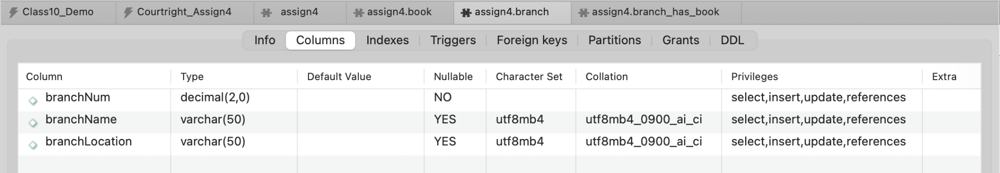 Class10_Demo Courtright_Assign4 assign4 assign4.book assign4.branch assign4.branch_has_book
Info Columns Indexes Triggers Foreign keys Partitions Grants DDL
Column Type Default Value Nullable Character Set Collation Privileges Extra
branchNum decimal(2,0) NO select,insert,update,references
branchName varchar(50) YES utf8mb4 utf8mb4_0900_ai_ci select,insert,update,references
branchLocation varchar(50) YES utf8mb4 utf8mb4_0900_ai_ci select,insert,update,references